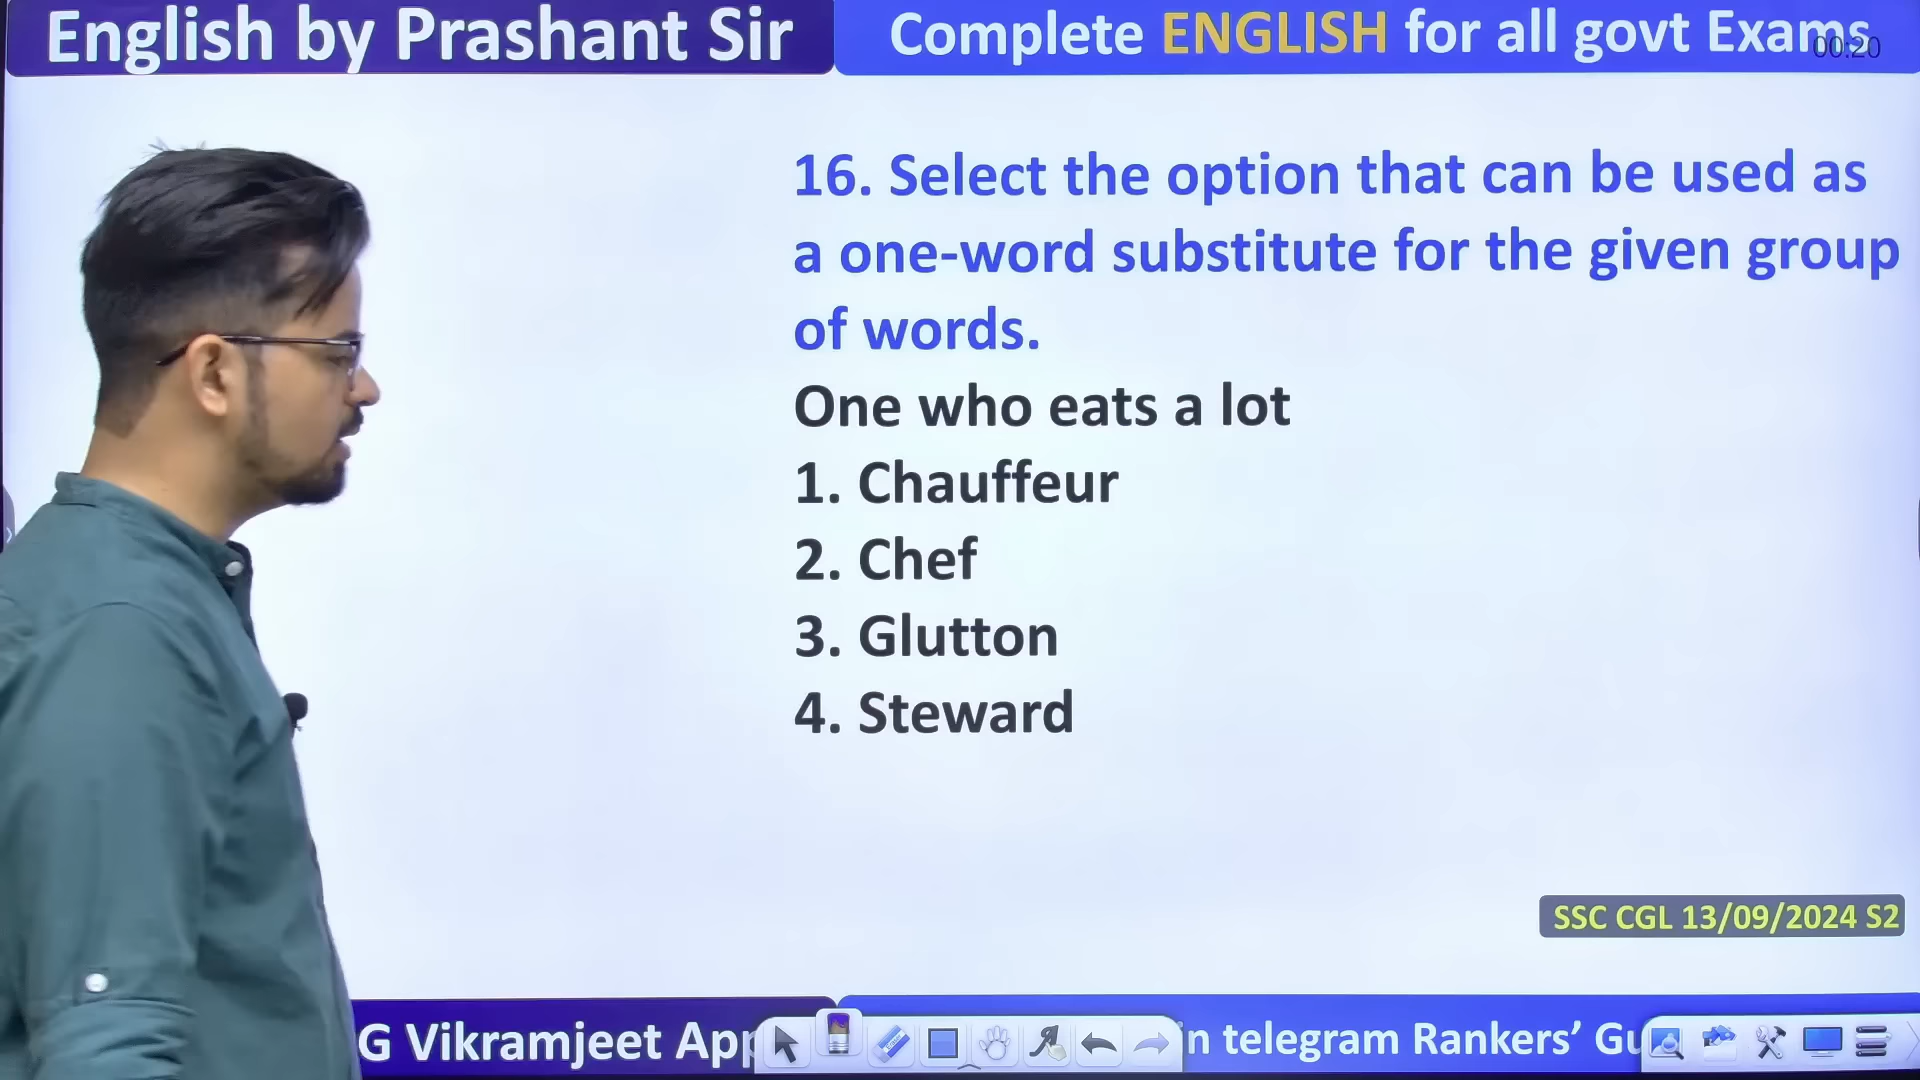 English by Prashant Sir
Complete ENGLISH for all govt Exams
00:20
16. Select the option that can be used as
a one-word substitute for the given group
of words.
One who eats a lot
1. Chauffeur
2. Chef
3. Glutton
4. Steward
SSC CGL 13/09/2024 S2
G Vikramjeet App
in telegram Rankers’ Gu